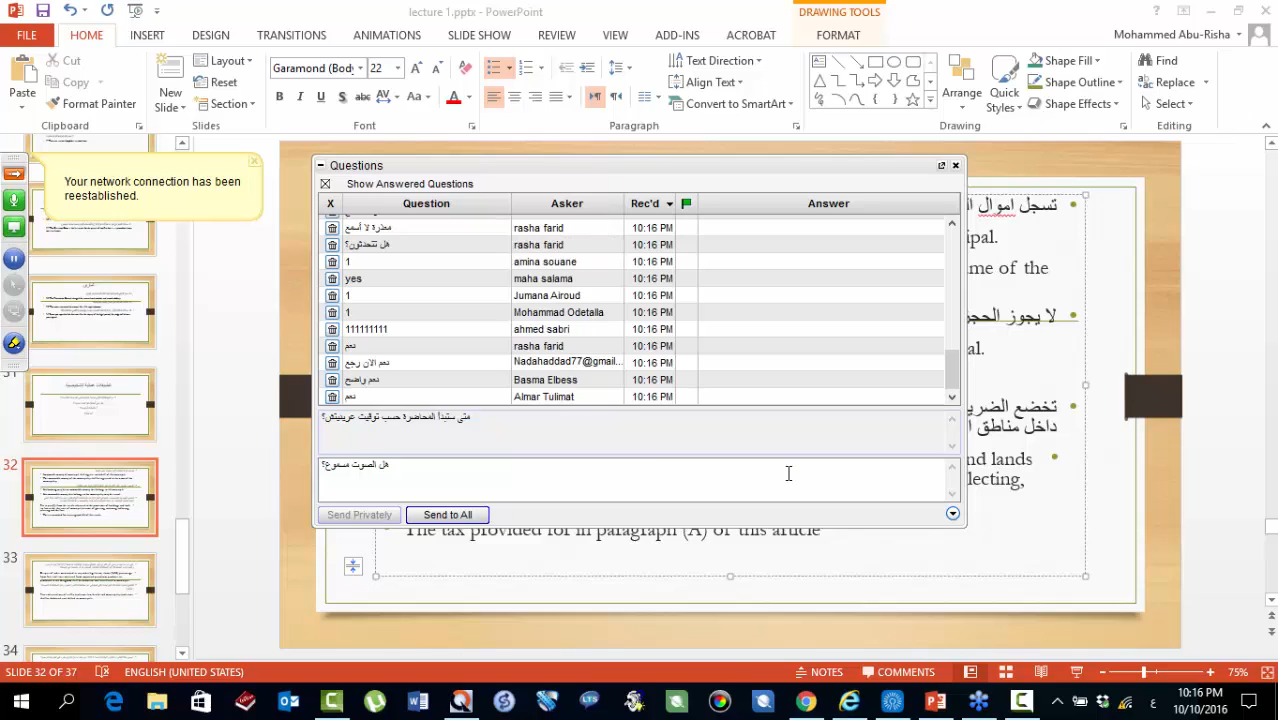 lecture 1.pptx - PowerPoint
DRAWING TOOLS
FILE HOME INSERT DESIGN TRANSITIONS ANIMATIONS SLIDE SHOW REVIEW VIEW ADD-INS ACROBAT FORMAT
Mohammed Abu-Risha
Paste
Cut
Copy
Format Painter
Clipboard
New Slide
Layout
Reset
Section
Slides
Garamond (Body 22
Font
Paragraph
Text Direction
Align Text
Convert to SmartArt
Arrange
Quick Styles
Shape Fill
Shape Outline
Shape Effects
Drawing
Find
Replace
Select
Editing
Your network connection has been
reestablished.
Questions
Show Answered Questions
X Question Asker Rec'd Answer
معذرة لا أسمع rasha farid 10:16 PM
هل تتحدثون؟ rasha farid 10:16 PM
1 amina souane 10:16 PM
yes maha salama 10:16 PM
1 Jumana Airoud 10:16 PM
1 Mohammad Odetalla 10:16 PM
111111111 ahmed sabri 10:16 PM
نعم rasha farid 10:16 PM
نعم الآن رجع Nadahaddad77@gmail... 10:16 PM
نعم واضح Basma Elbess 10:16 PM
نعم Almar Tulimat 10:16 PM
متى ستبدأ المحاضرة حسب توقيت غرينيتش؟
هل الصوت مسموع؟
Send Privately Send to All
تسجل اموال
ipal.
me of the
لا يجوز الحجز
al.
تخضع الضريبة
داخل مناطق
nd lands
lecting,
The tax provided for in paragraph (A) of this article
32
33
34
SLIDE 32 OF 37 ENGLISH (UNITED STATES) NOTES COMMENTS 75%
LTS
10:16 PM
10/10/2016